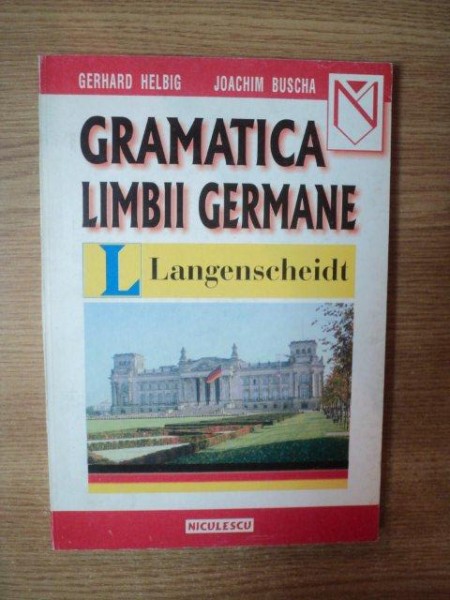 GERHARD HELBIG JOACHIM BUSCHA
GRAMATICA
LIMBII GERMANE
L Langenscheidt
NICULESCU